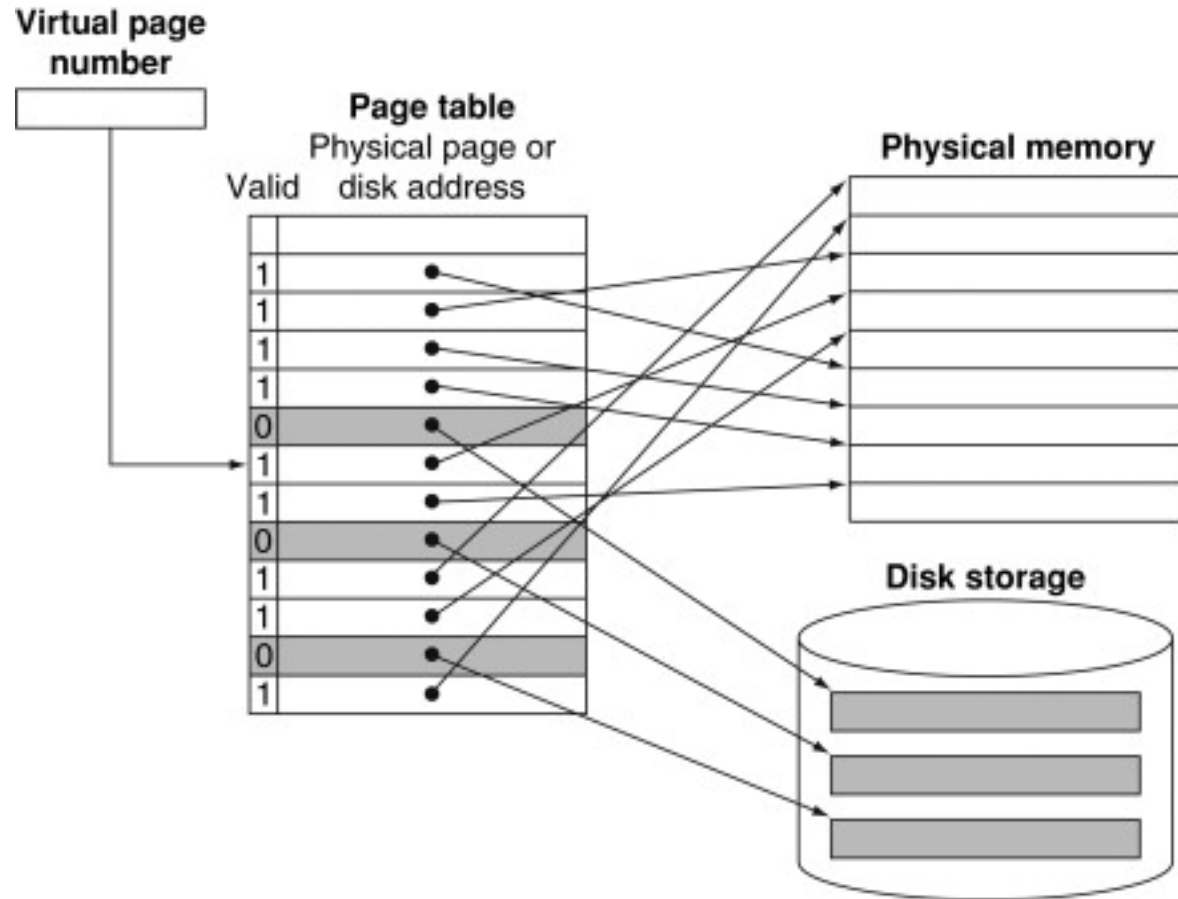 Virtual page
number
Page table
Physical page or
Valid disk address
Physical memory
1
1
1
1
0
1
1
0
1
1
0
1
Disk storage